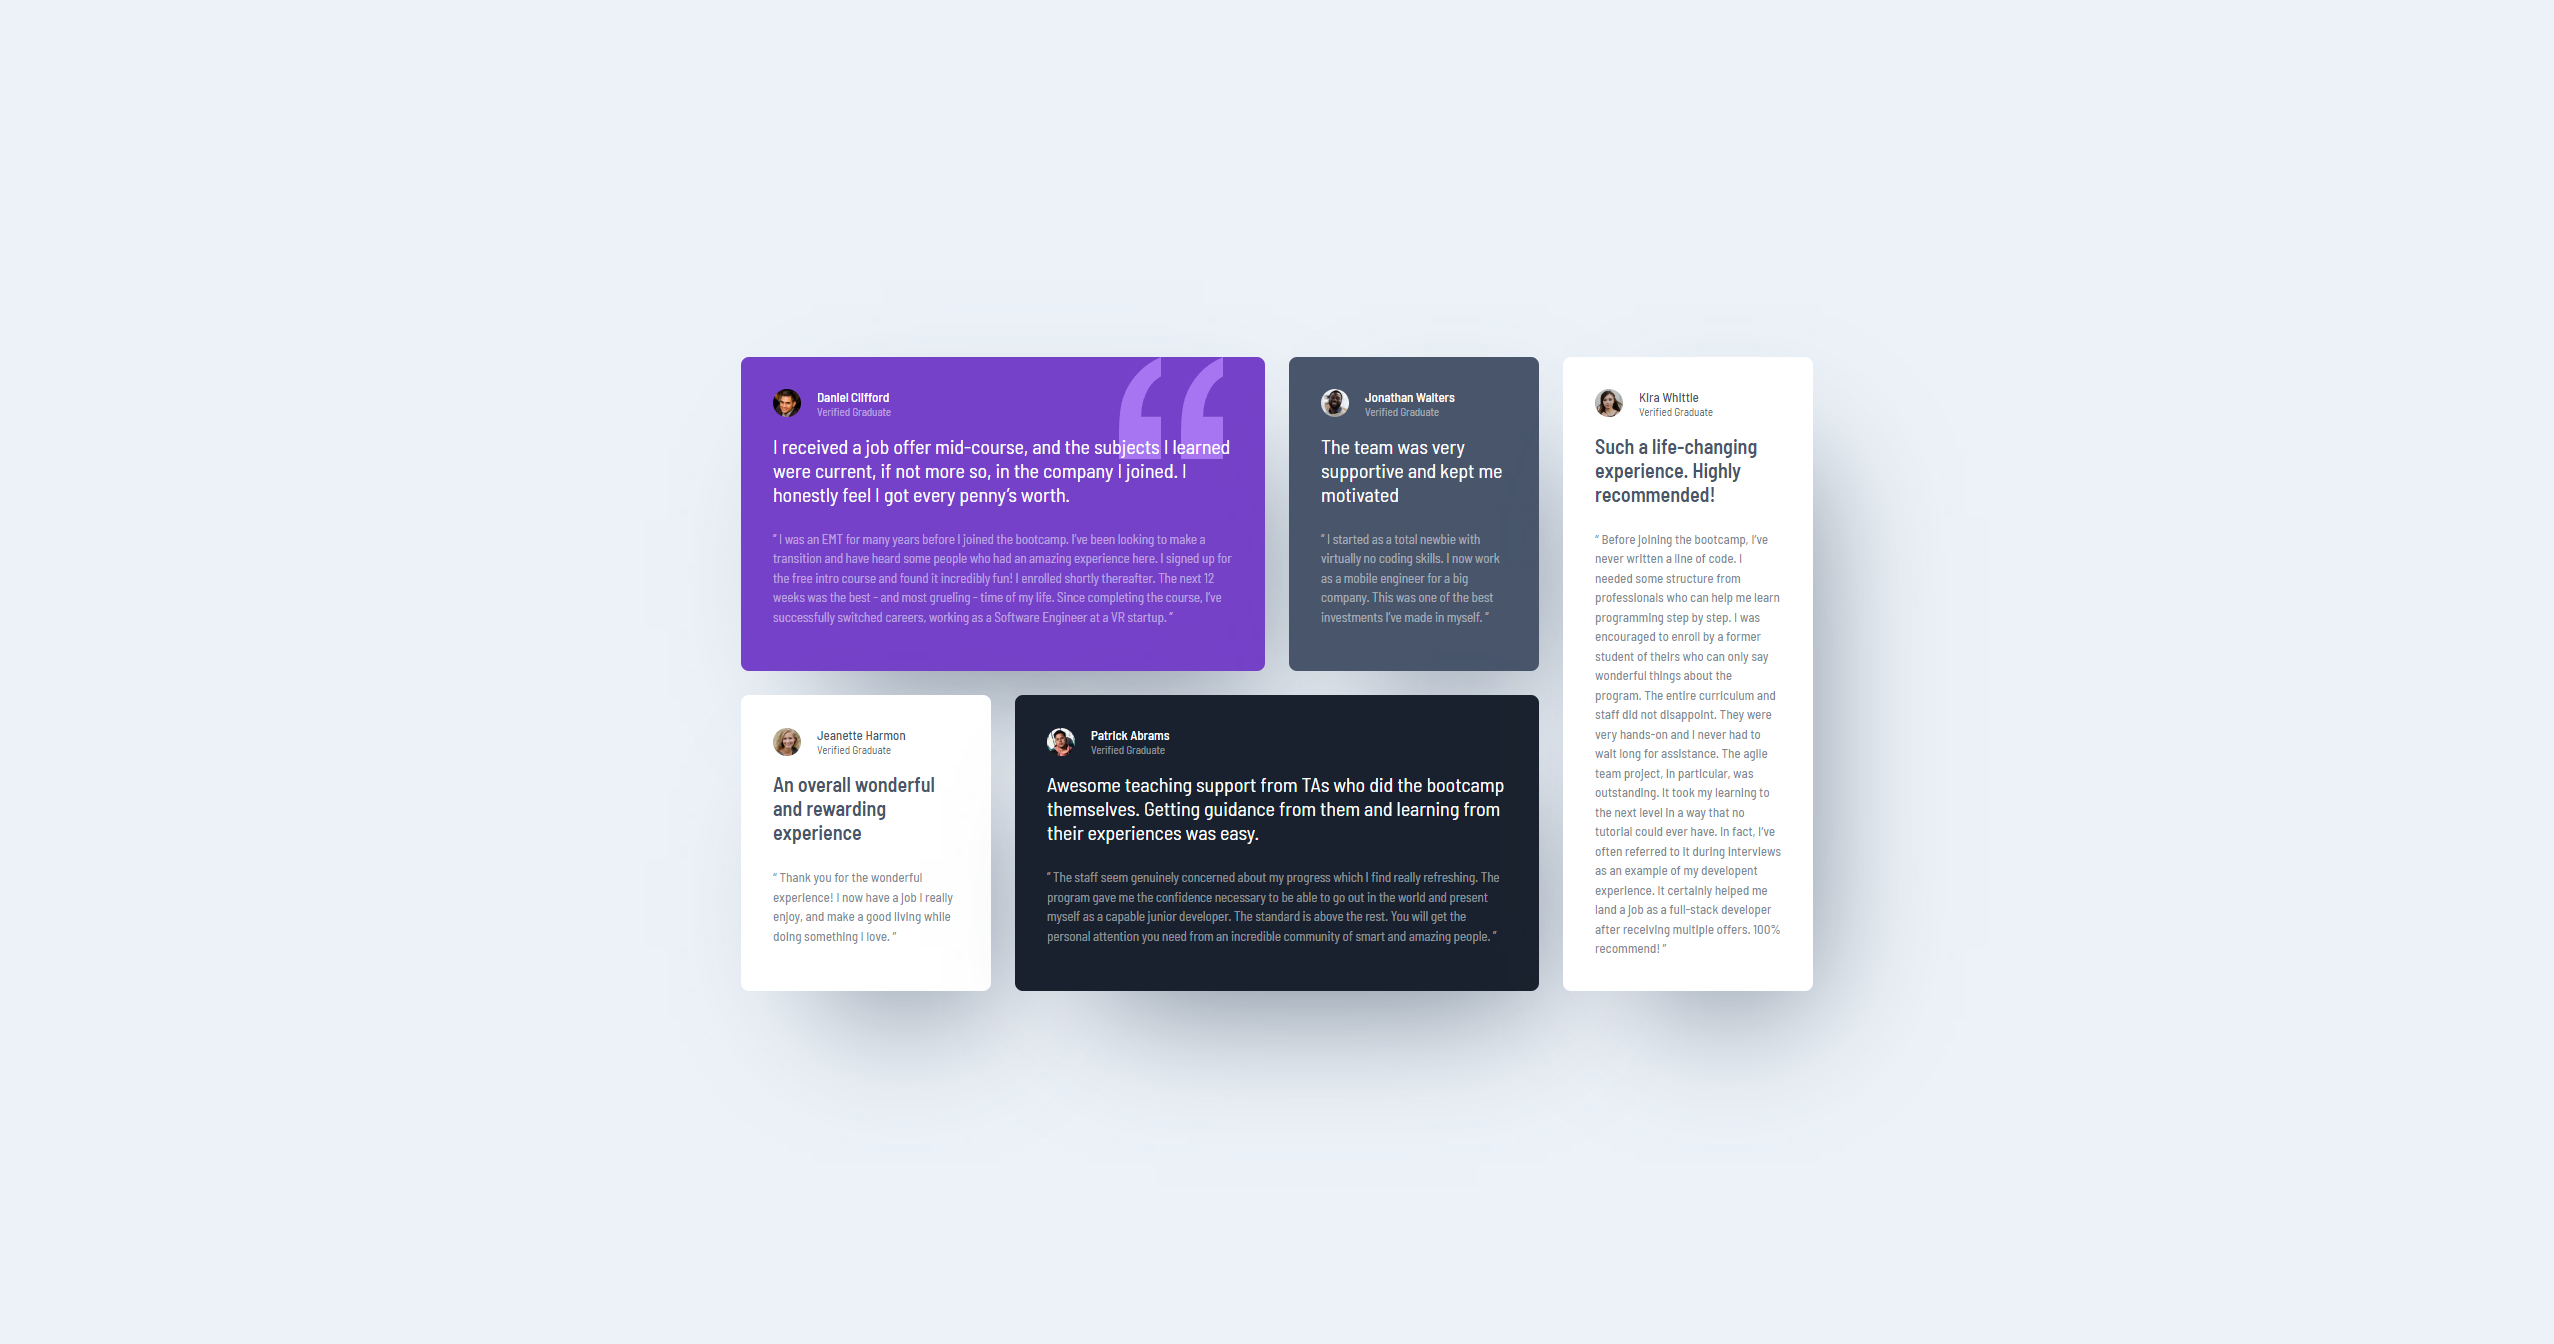 Daniel Clifford
Verified Graduate
I received a job offer mid-course, and the subjects I learned
were current, if not more so, in the company I joined. I
honestly feel I got every penny’s worth.
“ I was an EMT for many years before I joined the bootcamp. I’ve been looking to make a
transition and have heard some people who had an amazing experience here. I signed up for
the free intro course and found it incredibly fun! I enrolled shortly thereafter. The next 12
weeks was the best - and most grueling - time of my life. Since completing the course, I’ve
successfully switched careers, working as a Software Engineer at a VR startup. ”
Jonathan Walters
Verified Graduate
The team was very
supportive and kept me
motivated
“ I started as a total newbie with
virtually no coding skills. I now work
as a mobile engineer for a big
company. This was one of the best
investments I’ve made in myself. ”
Kira Whittle
Verified Graduate
Such a life-changing
experience. Highly
recommended!
“ Before joining the bootcamp, I’ve
never written a line of code. I
needed some structure from
professionals who can help me learn
programming step by step. I was
encouraged to enroll by a former
student of theirs who can only say
wonderful things about the
program. The entire curriculum and
staff did not disappoint. They were
very hands-on and I never had to
wait long for assistance. The agile
team project, in particular, was
outstanding. It took my learning to
the next level in a way that no
tutorial could ever have. In fact, I’ve
often referred to it during interviews
as an example of my developent
experience. It certainly helped me
land a job as a full-stack developer
after receiving multiple offers. 100%
recommend! ”
Jeanette Harmon
Verified Graduate
An overall wonderful
and rewarding
experience
“ Thank you for the wonderful
experience! I now have a job I really
enjoy, and make a good living while
doing something I love. ”
Patrick Abrams
Verified Graduate
Awesome teaching support from TAs who did the bootcamp
themselves. Getting guidance from them and learning from
their experiences was easy.
“ The staff seem genuinely concerned about my progress which I find really refreshing. The
program gave me the confidence necessary to be able to go out in the world and present
myself as a capable junior developer. The standard is above the rest. You will get the
personal attention you need from an incredible community of smart and amazing people. ”